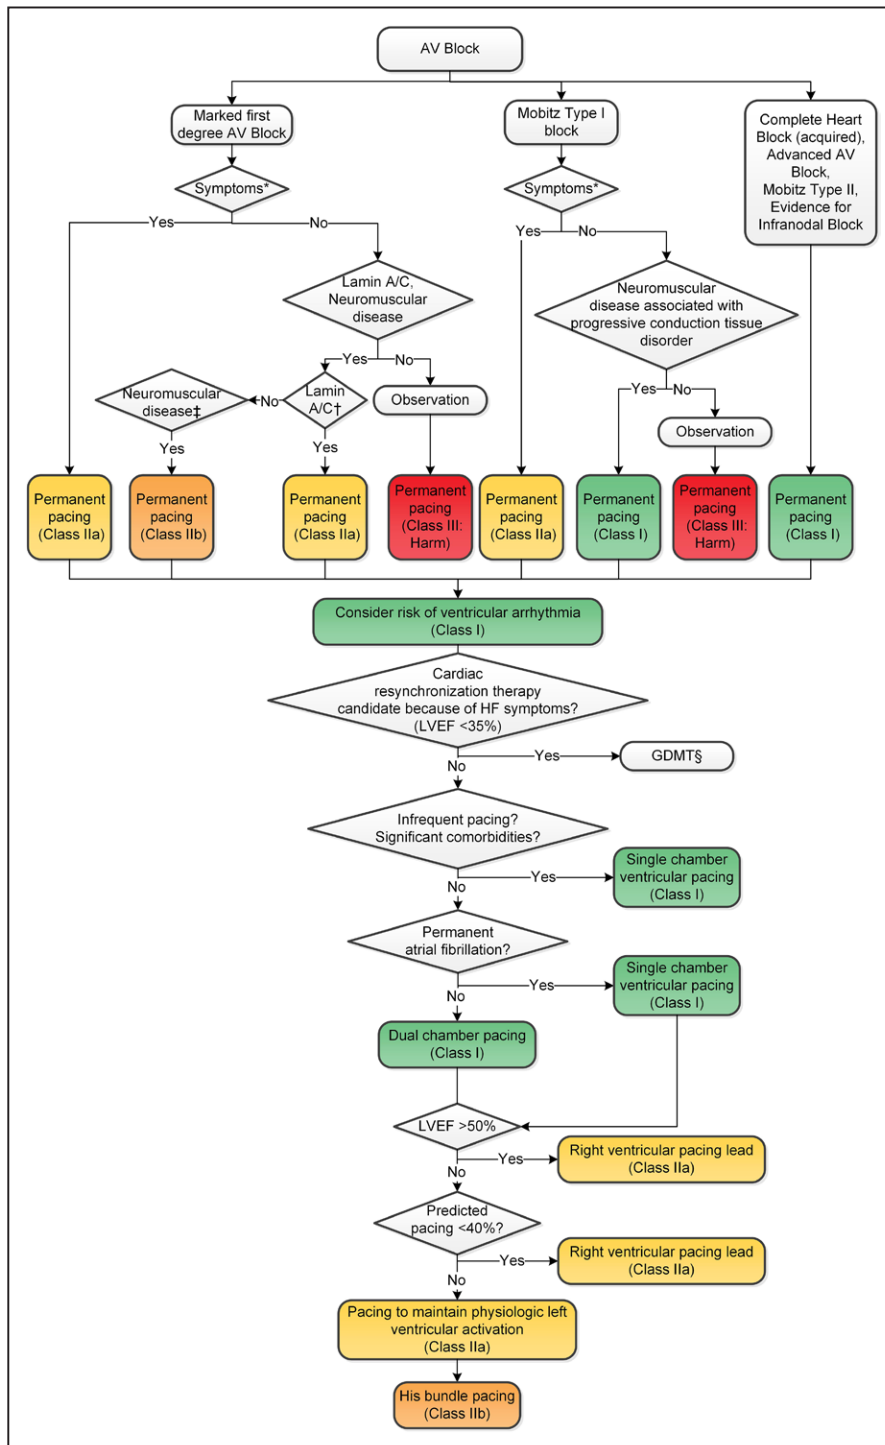 AV Block
Marked first
degree AV Block
Mobitz Type I
block
Complete Heart
Block (acquired),
Advanced AV
Block,
Mobitz Type II,
Evidence for
Infranodal Block
Symptoms*
Symptoms*
Yes
No
Yes
No
Lamin A/C,
Neuromuscular
disease
Neuromuscular
disease associated with
progressive conduction tissue
disorder
Yes
No
Yes
No
Neuromuscular
disease‡
No
Lamin
A/C†
Observation
Observation
Yes
Yes
Permanent
pacing
(Class IIa)
Permanent
pacing
(Class IIb)
Permanent
pacing
(Class IIa)
Permanent
pacing
(Class III:
Harm)
Permanent
pacing
(Class IIa)
Permanent
pacing
(Class I)
Permanent
pacing
(Class III:
Harm)
Permanent
pacing
(Class I)
Consider risk of ventricular arrhythmia
(Class I)
Cardiac
resynchronization therapy
candidate because of HF symptoms?
(LVEF <35%)
Yes
GDMT§
No
Infrequent pacing?
Significant comorbidities?
Yes
Single chamber
ventricular pacing
(Class I)
No
Permanent
atrial fibrillation?
Yes
Single chamber
ventricular pacing
(Class I)
No
Dual chamber pacing
(Class I)
LVEF >50%
Yes
Right ventricular pacing lead
(Class IIa)
No
Predicted
pacing <40%?
Yes
Right ventricular pacing lead
(Class IIa)
No
Pacing to maintain physiologic left
ventricular activation
(Class IIa)
His bundle pacing
(Class IIb)